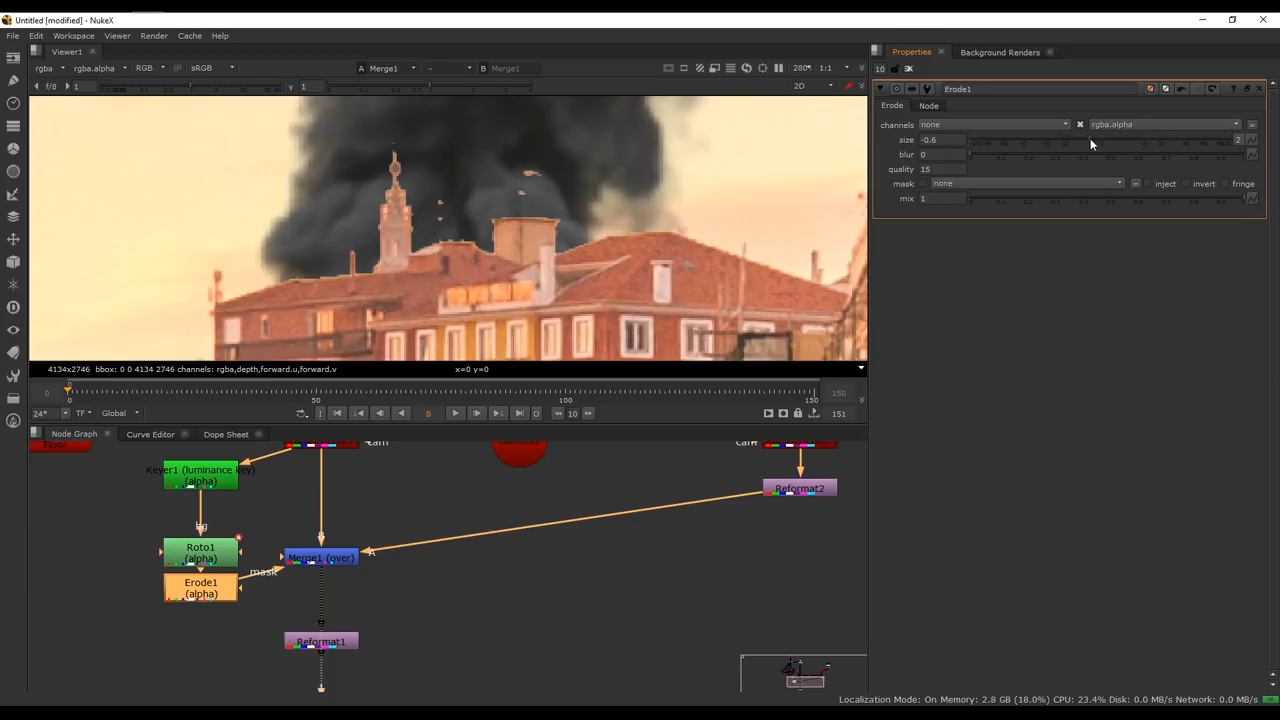 Untitled [modified] - NukeX
File Edit Workspace Viewer Render Cache Help
Viewer1
rgba rgba.alpha RGB IP sRGB A Merge1 - B Merge1 280% 1:1
f/8 1 y 1 2D
4134x2746 bbox: 0 0 4134 2746 channels: rgba,depth,forward.u,forward.v x=0 y=0
0 0 50 100 150 150
24* TF Global 0 10 151
Node Graph Curve Editor Dope Sheet
Floor
Cam
Cam
Keyer1 (luminance key)
(alpha)
Reformat2
bg
Roto1
(alpha)
B
A
Merge1 (over)
mask
Erode1
(alpha)
Reformat1
Properties Background Renders
10
Erode1
Erode Node
channels none rgba.alpha
size -0.6 2
blur 0
quality 15
mask none inject invert fringe
mix 1
Localization Mode: On Memory: 2.8 GB (18.0%) CPU: 23.4% Disk: 0.0 MB/s Network: 0.0 MB/s